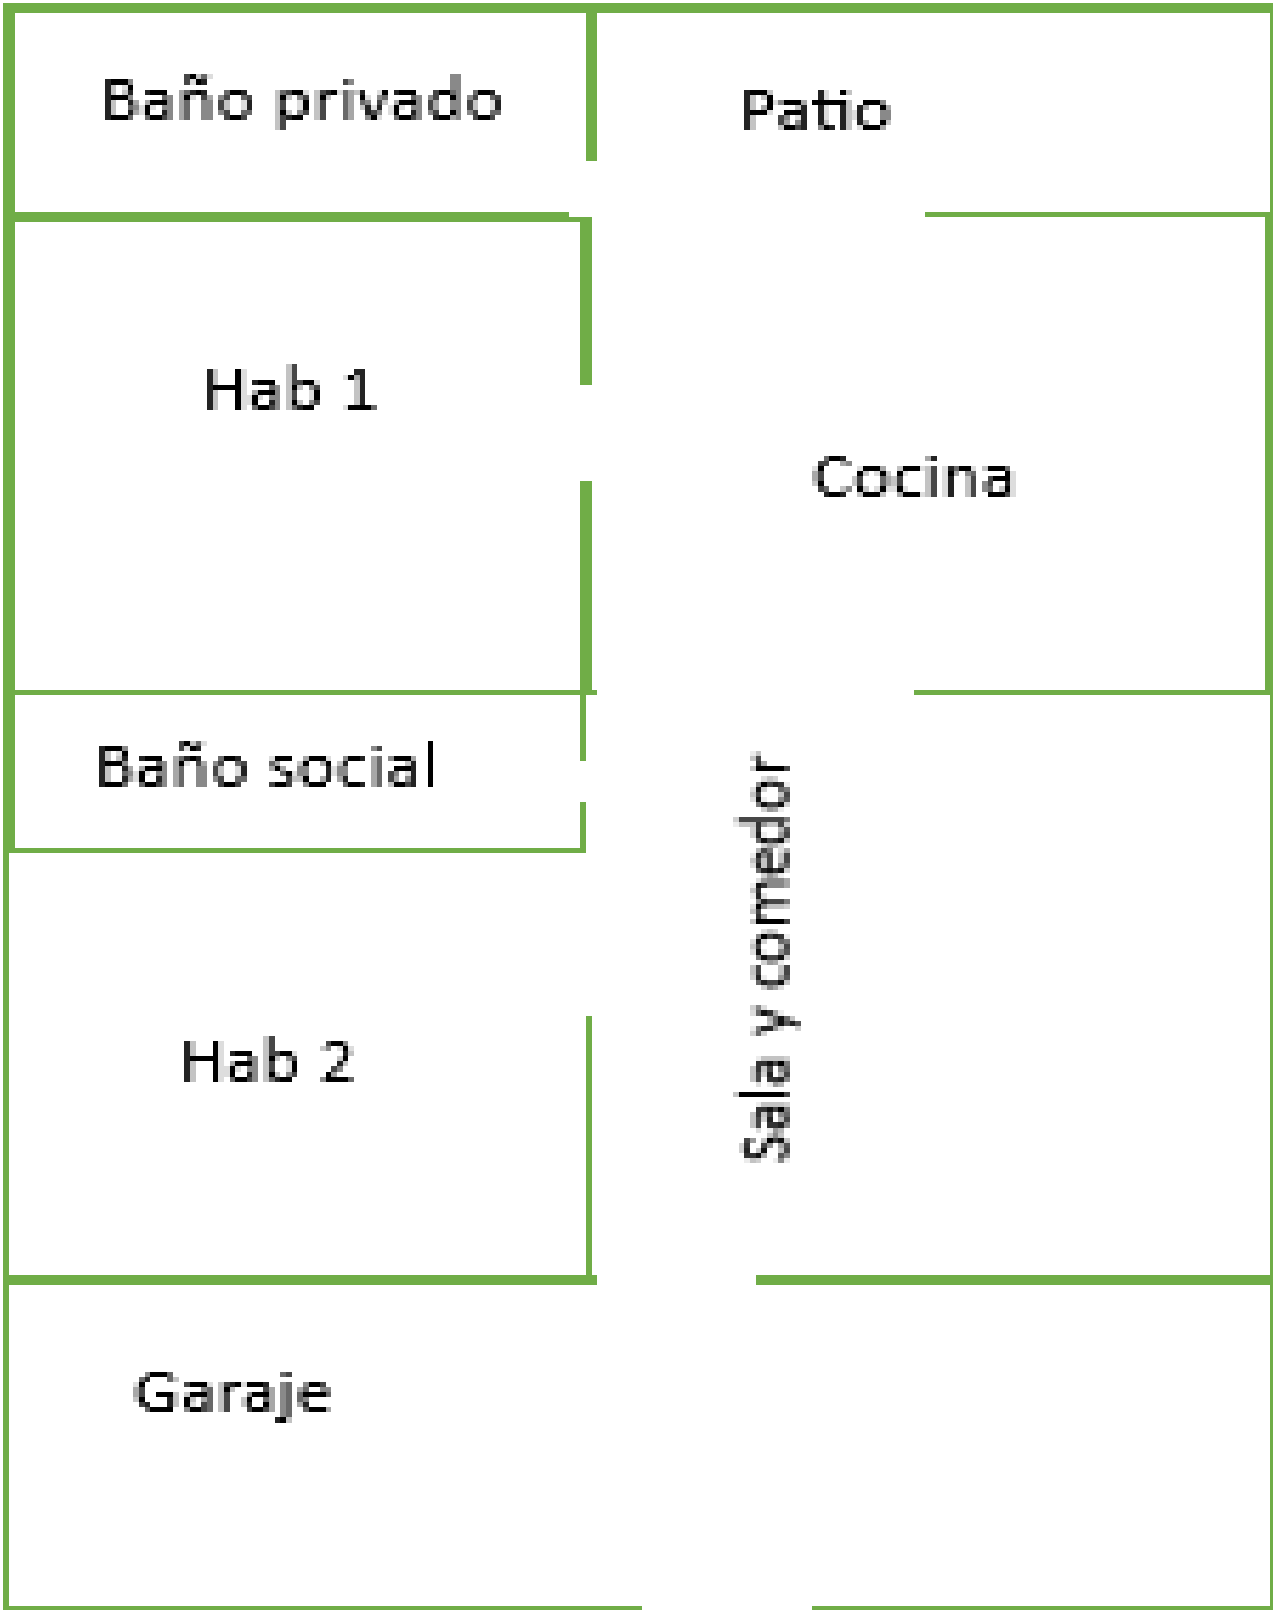 Baño privado
Patio
Hab 1
Cocina
Baño social
Sala y comedor
Hab 2
Garaje